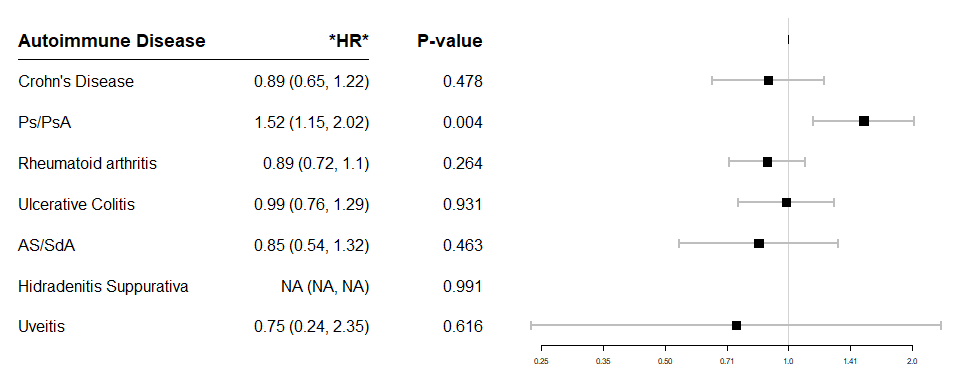 Autoimmune Disease *HR* P-value
Crohn's Disease 0.89 (0.65, 1.22) 0.478
Ps/PsA 1.52 (1.15, 2.02) 0.004
Rheumatoid arthritis 0.89 (0.72, 1.1) 0.264
Ulcerative Colitis 0.99 (0.76, 1.29) 0.931
AS/SdA 0.85 (0.54, 1.32) 0.463
Hidradenitis Suppurativa NA (NA, NA) 0.991
Uveitis 0.75 (0.24, 2.35) 0.616
0.25 0.35 0.50 0.71 1.0 1.41 2.0